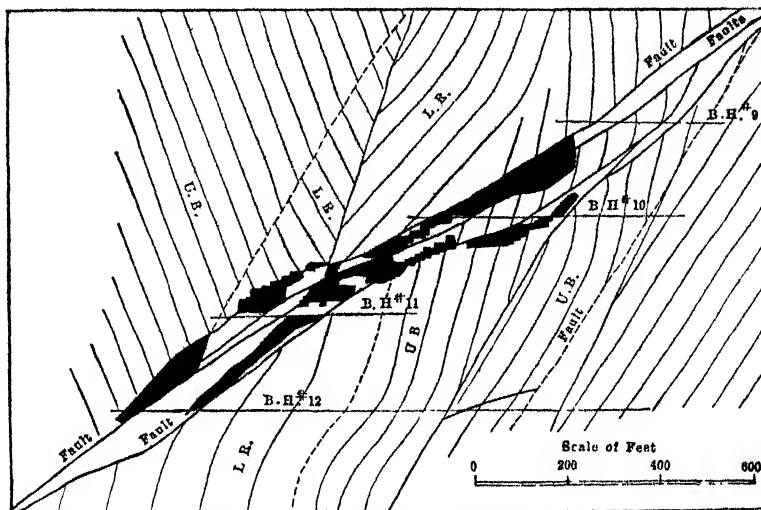 Fault
Faults
B.H.# 9
L.R.
U.B.
L.R.
B.H# 10
B.H# 11
U.B.
Fault
U B
B.H.# 12
Fault
Fault
L R.
Scale of Feet
0 200 400 600